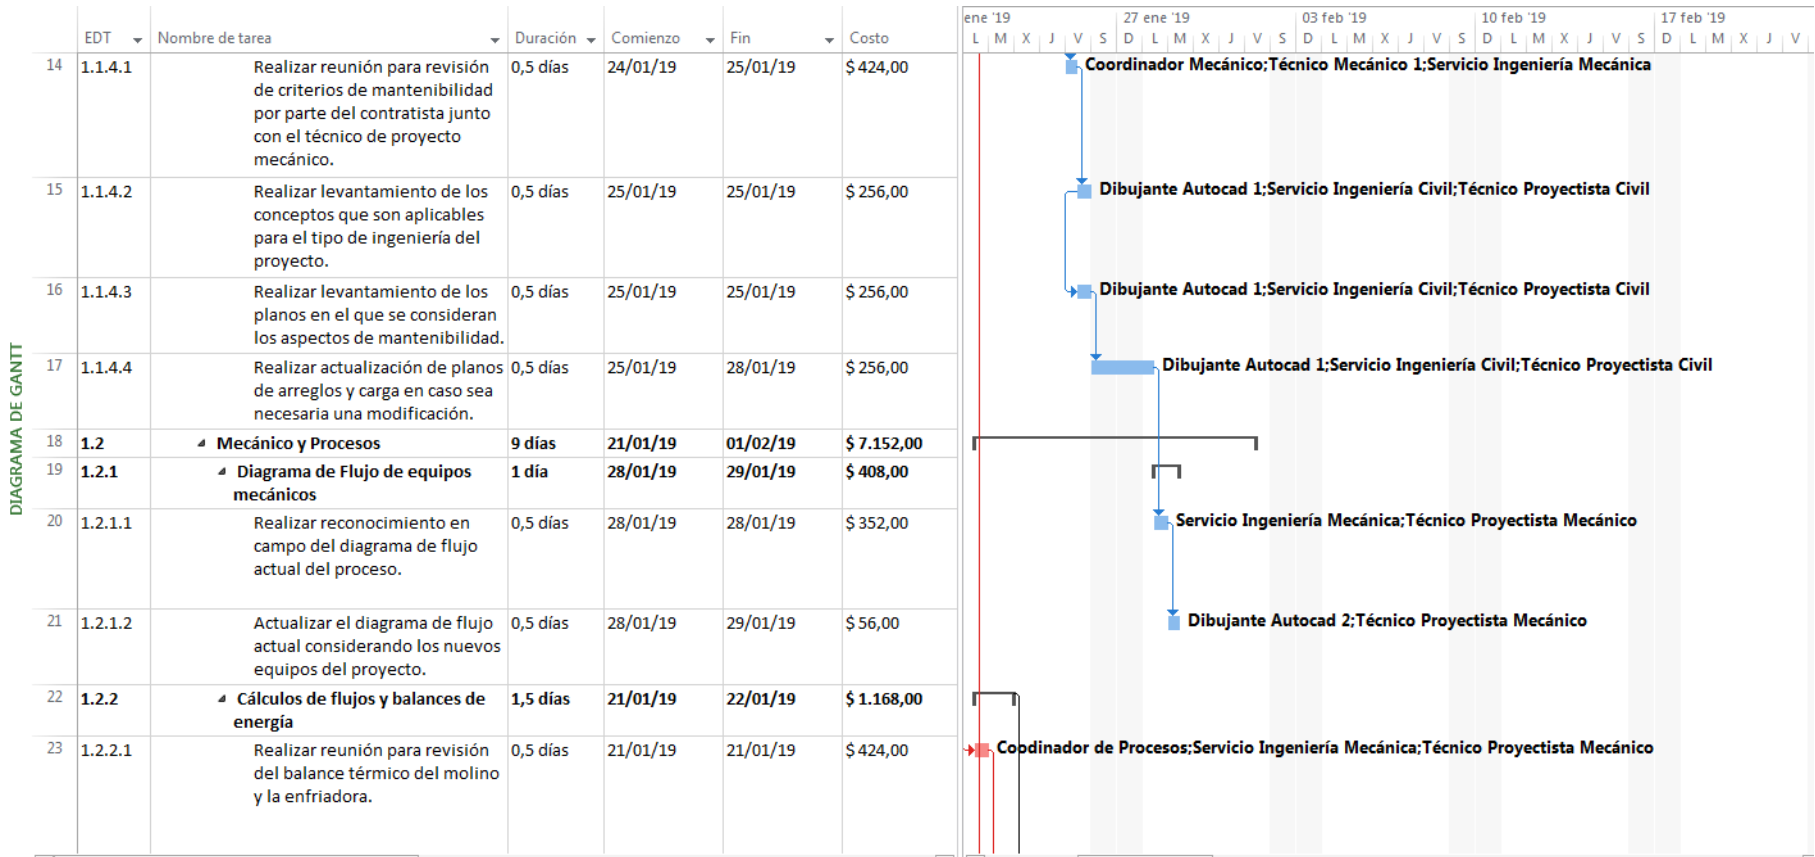 ene '19 27 ene '19 03 feb '19 10 feb '19 17 feb '19
EDT Nombre de tarea Duración Comienzo Fin Costo L M X J V S D L M X J V S D L M X J V S D L M X J V S D L M X J V
14 1.1.4.1 Realizar reunión para revisión 0,5 días 24/01/19 25/01/19 $ 424,00 Coordinador Mecánico;Técnico Mecánico 1;Servicio Ingeniería Mecánica
de criterios de mantenibilidad
por parte del contratista junto
con el técnico de proyecto
mecánico.
15 1.1.4.2 Realizar levantamiento de los 0,5 días 25/01/19 25/01/19 $ 256,00 Dibujante Autocad 1;Servicio Ingeniería Civil;Técnico Proyectista Civil
conceptos que son aplicables
para el tipo de ingeniería del
proyecto.
16 1.1.4.3 Realizar levantamiento de los 0,5 días 25/01/19 25/01/19 $ 256,00 Dibujante Autocad 1;Servicio Ingeniería Civil;Técnico Proyectista Civil
planos en el que se consideran
los aspectos de mantenibilidad.
17 1.1.4.4 Realizar actualización de planos 0,5 días 25/01/19 28/01/19 $ 256,00 Dibujante Autocad 1;Servicio Ingeniería Civil;Técnico Proyectista Civil
de arreglos y carga en caso sea
necesaria una modificación.
DIAGRAMA DE GANTT
18 1.2 Mecánico y Procesos 9 días 21/01/19 01/02/19 $ 7.152,00
19 1.2.1 Diagrama de Flujo de equipos 1 día 28/01/19 29/01/19 $ 408,00
mecánicos
20 1.2.1.1 Realizar reconocimiento en 0,5 días 28/01/19 28/01/19 $ 352,00 Servicio Ingeniería Mecánica;Técnico Proyectista Mecánico
campo del diagrama de flujo
actual del proceso.
21 1.2.1.2 Actualizar el diagrama de flujo 0,5 días 28/01/19 29/01/19 $ 56,00 Dibujante Autocad 2;Técnico Proyectista Mecánico
actual considerando los nuevos
equipos del proyecto.
22 1.2.2 Cálculos de flujos y balances de 1,5 días 21/01/19 22/01/19 $ 1.168,00
energía
23 1.2.2.1 Realizar reunión para revisión 0,5 días 21/01/19 21/01/19 $ 424,00 Coodinador de Procesos;Servicio Ingeniería Mecánica;Técnico Proyectista Mecánico
del balance térmico del molino
y la enfriadora.